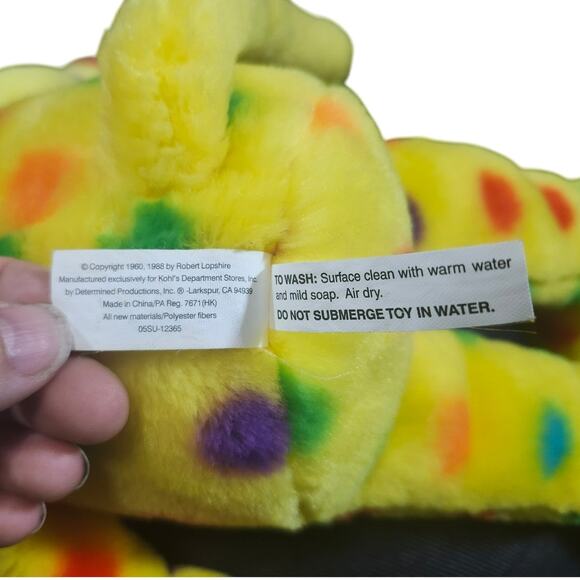 © Copyright 1960, 1988 by Robert Lopshire
Manufactured exclusively for Kohl's Department Stores, Inc.
by Determined Productions, Inc. ® -Larkspur, CA 94939
Made in China/PA Reg. 7671(HK)
All new materials/Polyester fibers
05SU-12365
TO WASH: Surface clean with warm water
and mild soap. Air dry.
DO NOT SUBMERGE TOY IN WATER.